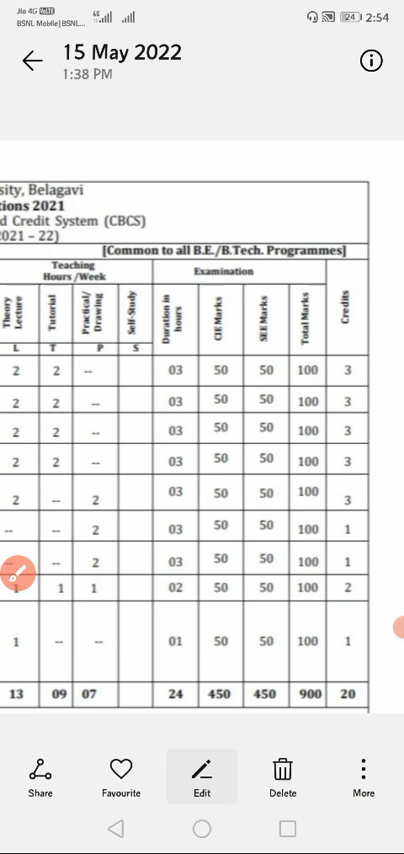 Jio 4G VoLTE
BSNL Mobile|BSNL...
4G
24
2:54
15 May 2022
1:38 PM
sity, Belagavi
tions 2021
d Credit System (CBCS)
2021 – 22)
[Common to all B.E./B.Tech. Programmes]
Teaching Hours /Week Examination
Theory Lecture Tutorial Practical/ Drawing Self-Study Duration in hours CIE Marks SEE Marks Total Marks Credits
L T P S
2 2 -- 03 50 50 100 3
2 2 -- 03 50 50 100 3
2 2 -- 03 50 50 100 3
2 2 -- 03 50 50 100 3
2 -- 2 03 50 50 100 3
-- -- 2 03 50 50 100 1
-- -- 2 03 50 50 100 1
1 1 1 02 50 50 100 2
1 -- -- 01 50 50 100 1
13 09 07 24 450 450 900 20
Share Favourite Edit Delete More